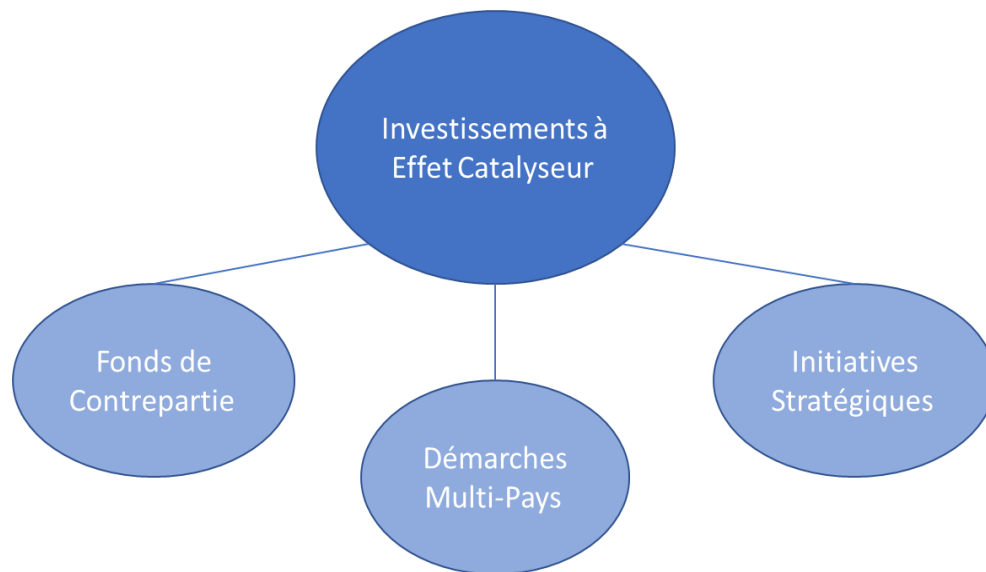 Investissements à
Effet Catalyseur
Fonds de
Contrepartie
Démarches
Multi-Pays
Initiatives
Stratégiques